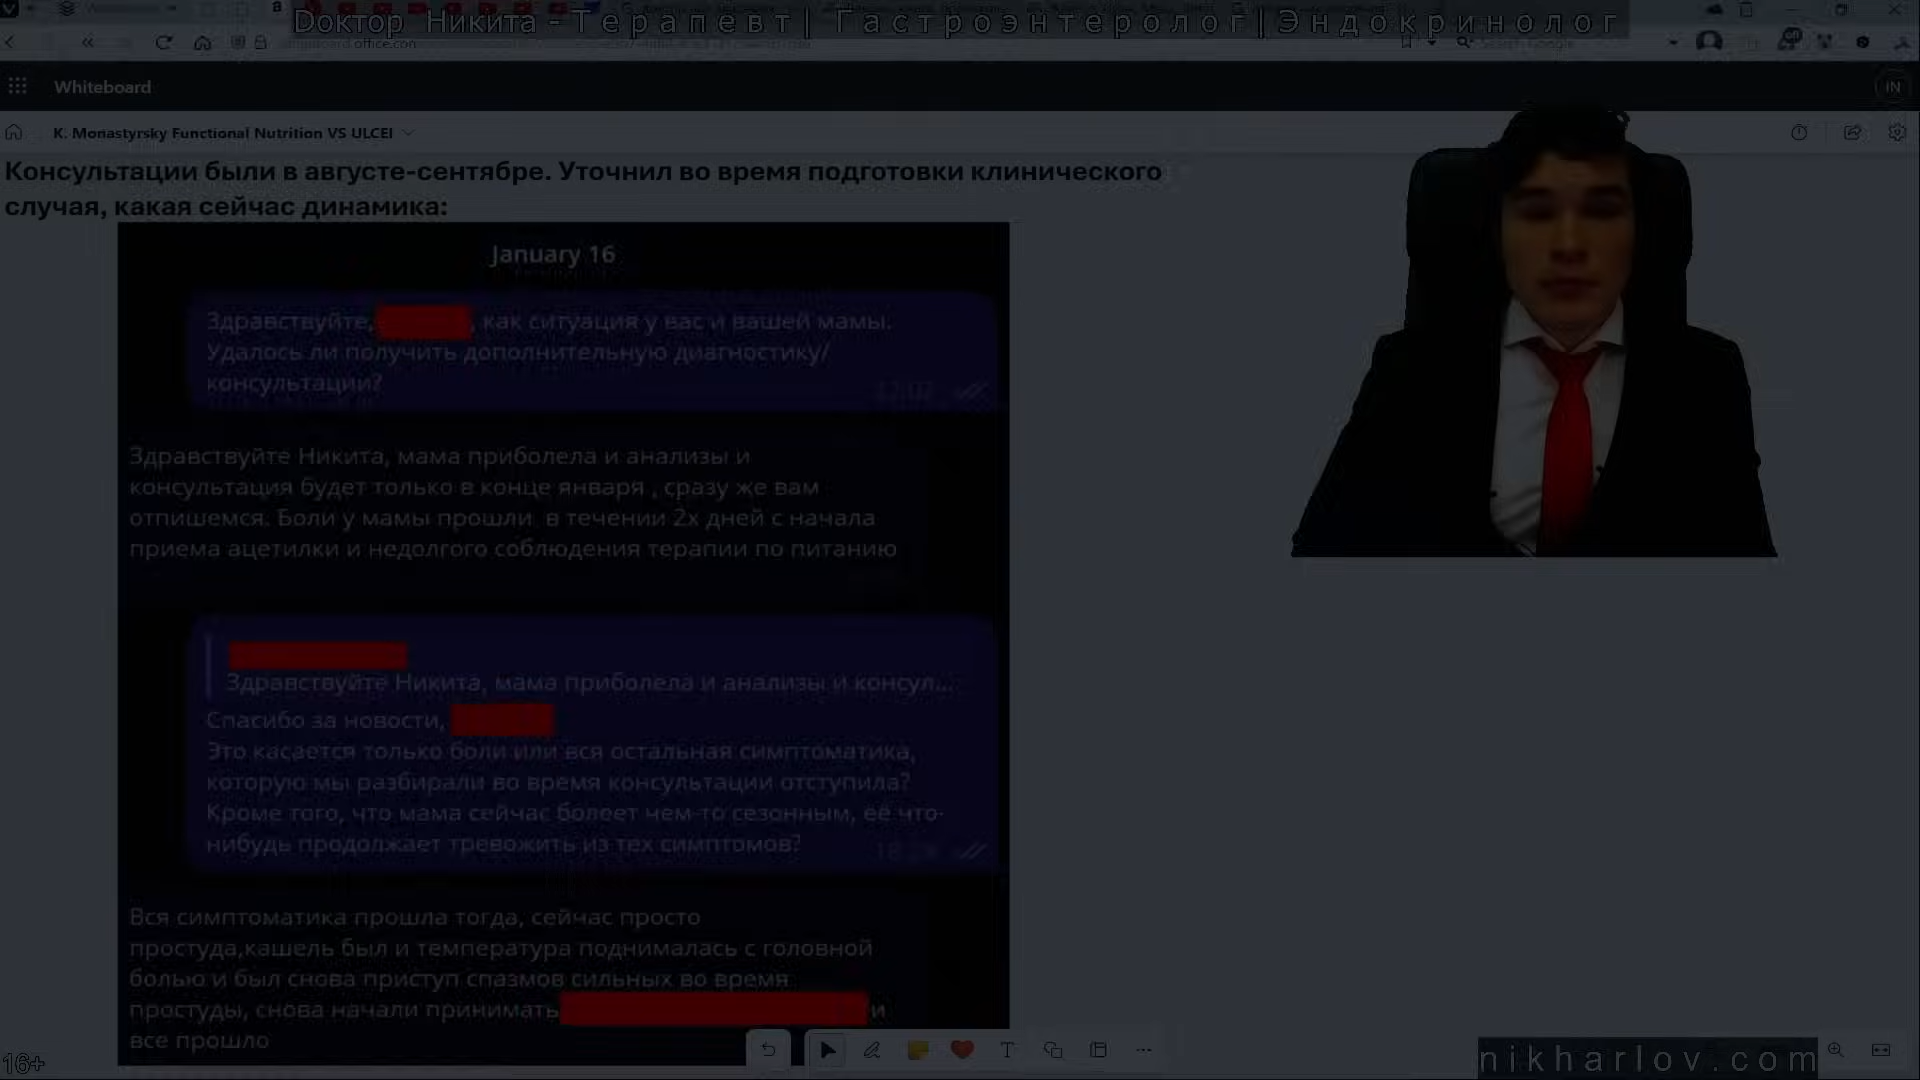 Dоктор Никита - Терапевт| Гастроэнтеролог|Эндокринолог
Whiteboard
IN
K. Monastyrsky Functional Nutrition VS ULCEI
Консультации были в августе-сентябре. Уточнил во время подготовки клинического
случая, какая сейчас динамика:
January 16
Здравствуйте, , как ситуация у вас и вашей мамы.
Удалось ли получить дополнительную диагностику/
консультации?
Здравствуйте Никита, мама приболела и анализы и
консультация будет только в конце января , сразу же вам
отпишемся. Боли у мамы прошли в течении 2х дней с начала
приема ацетилки и недолгого соблюдения терапии по питанию
Здравствуйте Никита, мама приболела и анализы и консул...
Спасибо за новости,
Это касается только боли или вся остальная симптоматика,
которую мы разбирали во время консультации отступила?
Кроме того, что мама сейчас болеет чем-то сезонным, её что-
нибудь продолжает тревожить из тех симптомов?
Вся симптоматика прошла тогда, сейчас просто
простуда,кашель был и температура поднималась с головной
болью и был снова приступ спазмов сильных во время
простуды, снова начали принимать и
все прошло
16+
nikharlov.com